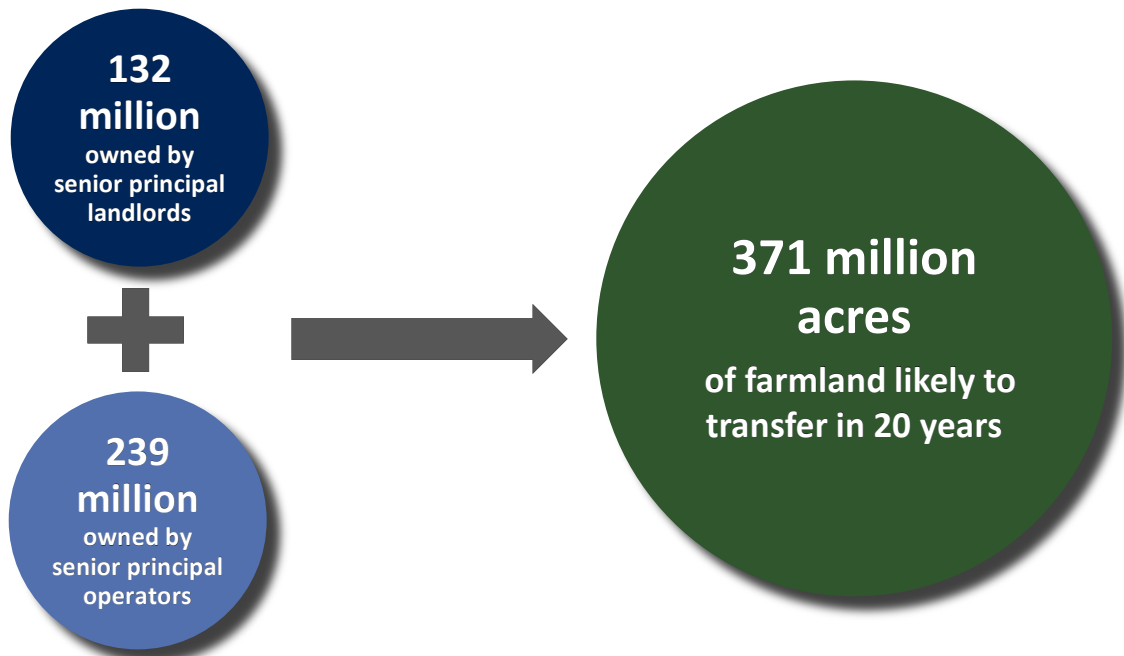 132
million
owned by
senior principal
landlords
239
million
owned by
senior principal
operators
371 million
acres
of farmland likely to
transfer in 20 years